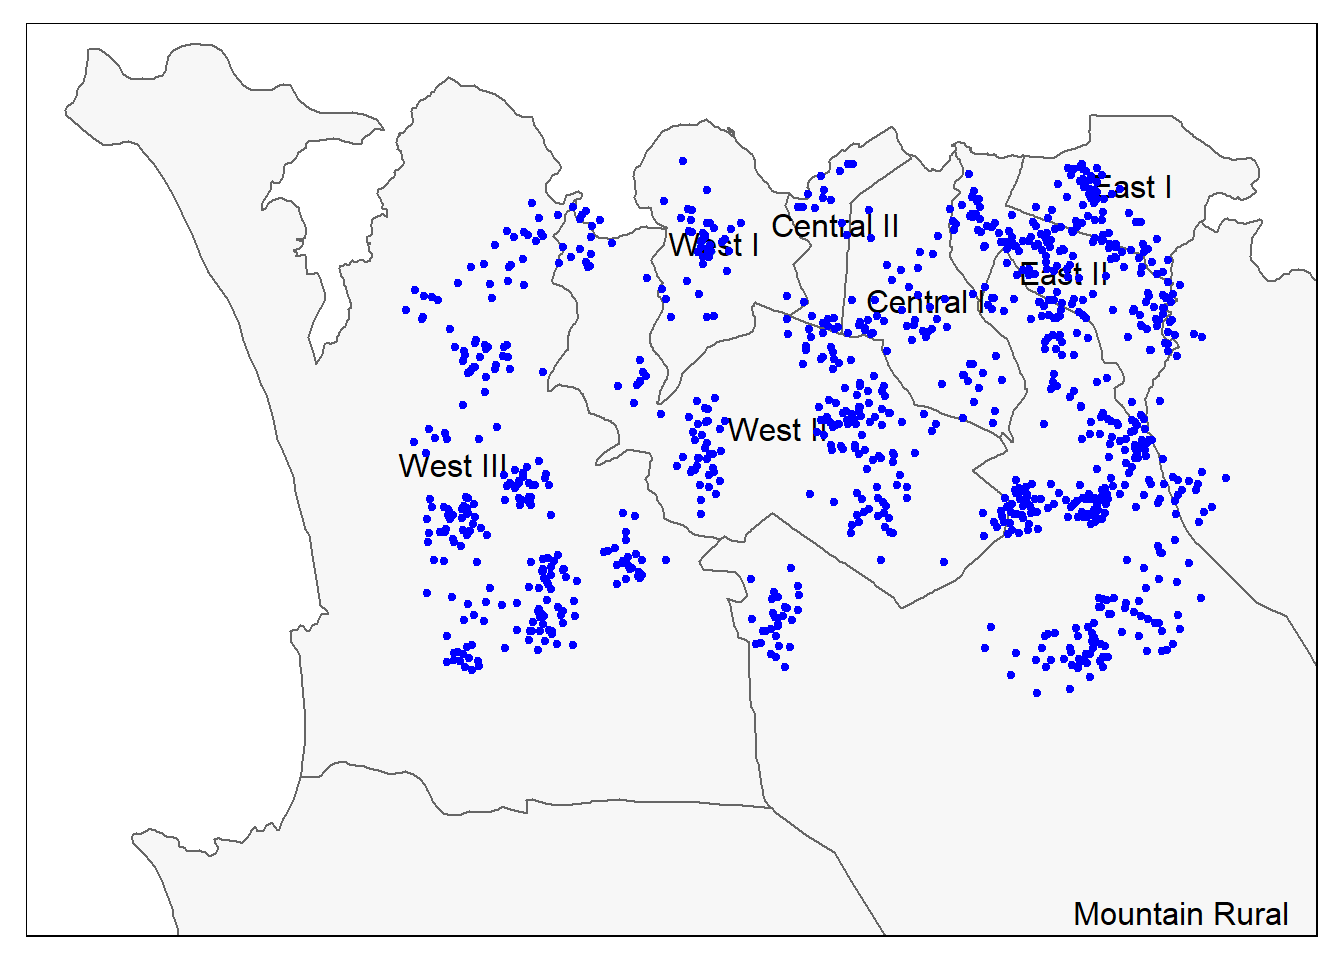 East I
Central II
West I
East II
Central I
West II
West III
Mountain Rural